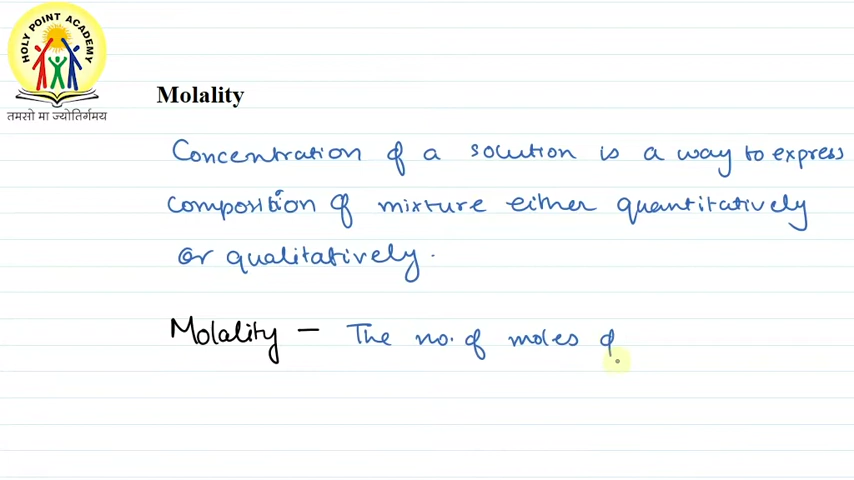 HOLY POINT ACADEMY
तमसो मा ज्योतिर्गमय
Molality
Concentration of a solution is a way to express
composition of mixture either quantitatively
or qualitatively.
Molality — The no. of moles of